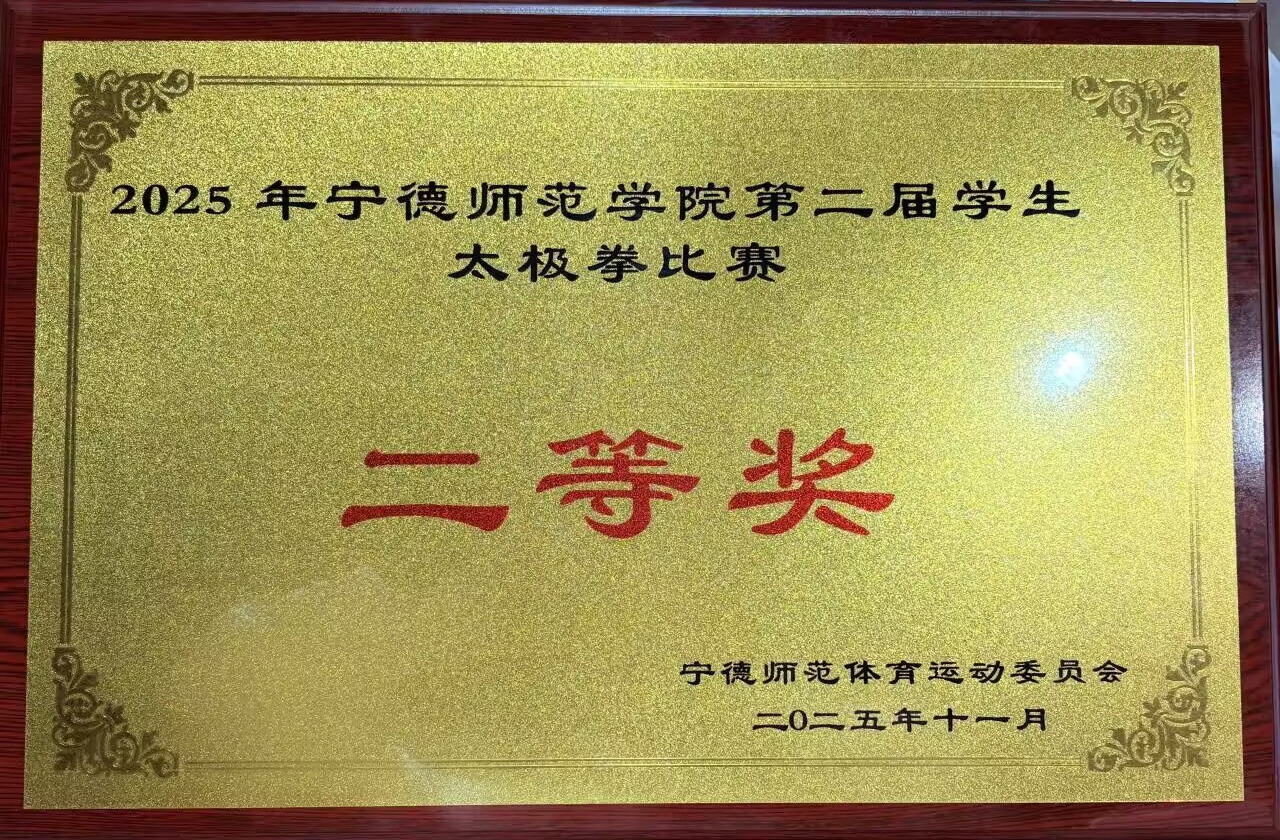 2025 年宁德师范学院第二届学生
太极拳比赛
二等奖
宁德师范体育运动委员会
二0二五年十一月